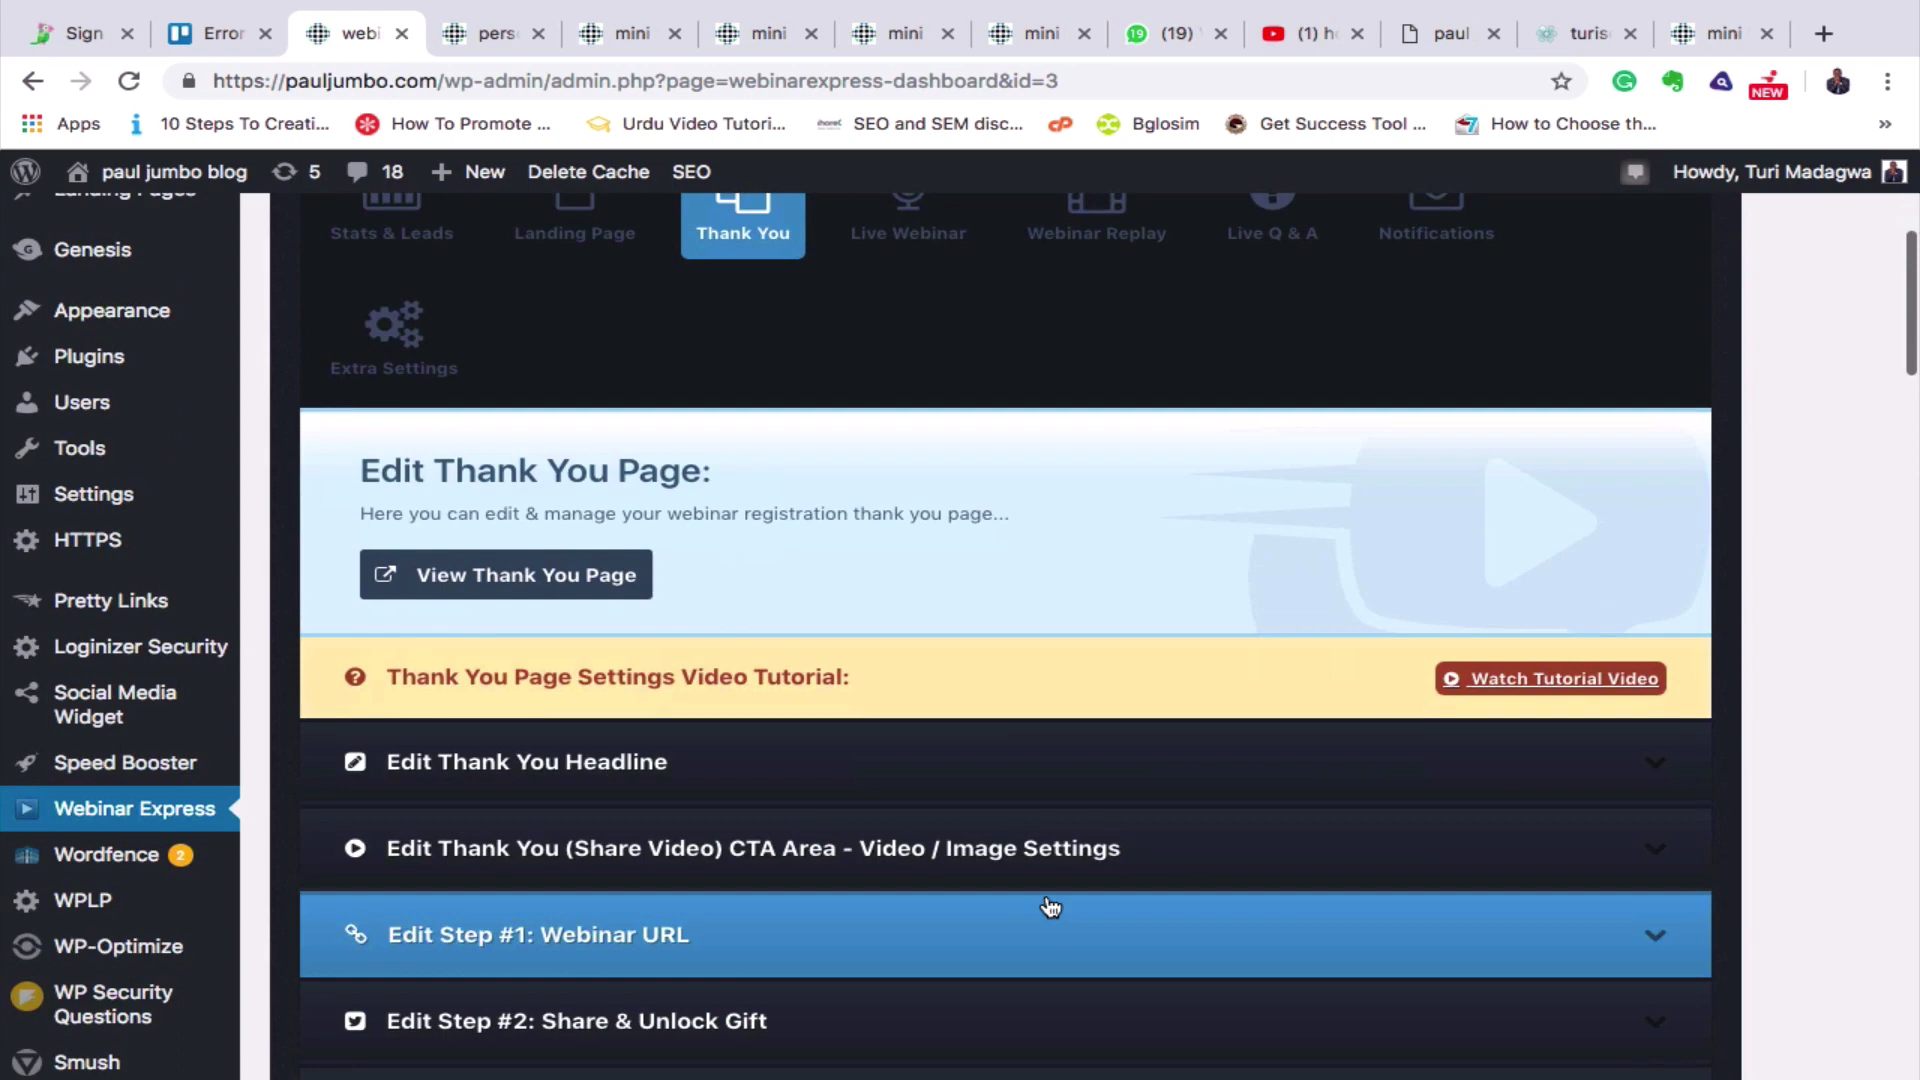 Sign
Error
webi
pers
mini
mini
mini
mini
19
(19)
(1) h
paul
turis
mini
https://pauljumbo.com/wp-admin/admin.php?page=webinarexpress-dashboard&id=3
NEW
Apps
10 Steps To Creati...
How To Promote ...
Urdu Video Tutori...
SEO and SEM disc...
cP
Bglosim
Get Success Tool ...
How to Choose th...
paul jumbo blog
5
18
New
Delete Cache
SEO
Howdy, Turi Madagwa
Landing Pages
Genesis
Appearance
Plugins
Users
Tools
Settings
HTTPS
Pretty Links
Loginizer Security
Social Media
Widget
Speed Booster
Webinar Express
Wordfence 2
WPLP
WP-Optimize
WP Security
Questions
Smush
Stats & Leads
Landing Page
Thank You
Live Webinar
Webinar Replay
Live Q & A
Notifications
Extra Settings
Edit Thank You Page:
Here you can edit & manage your webinar registration thank you page...
View Thank You Page
Thank You Page Settings Video Tutorial:
Watch Tutorial Video
Edit Thank You Headline
Edit Thank You (Share Video) CTA Area - Video / Image Settings
Edit Step #1: Webinar URL
Edit Step #2: Share & Unlock Gift